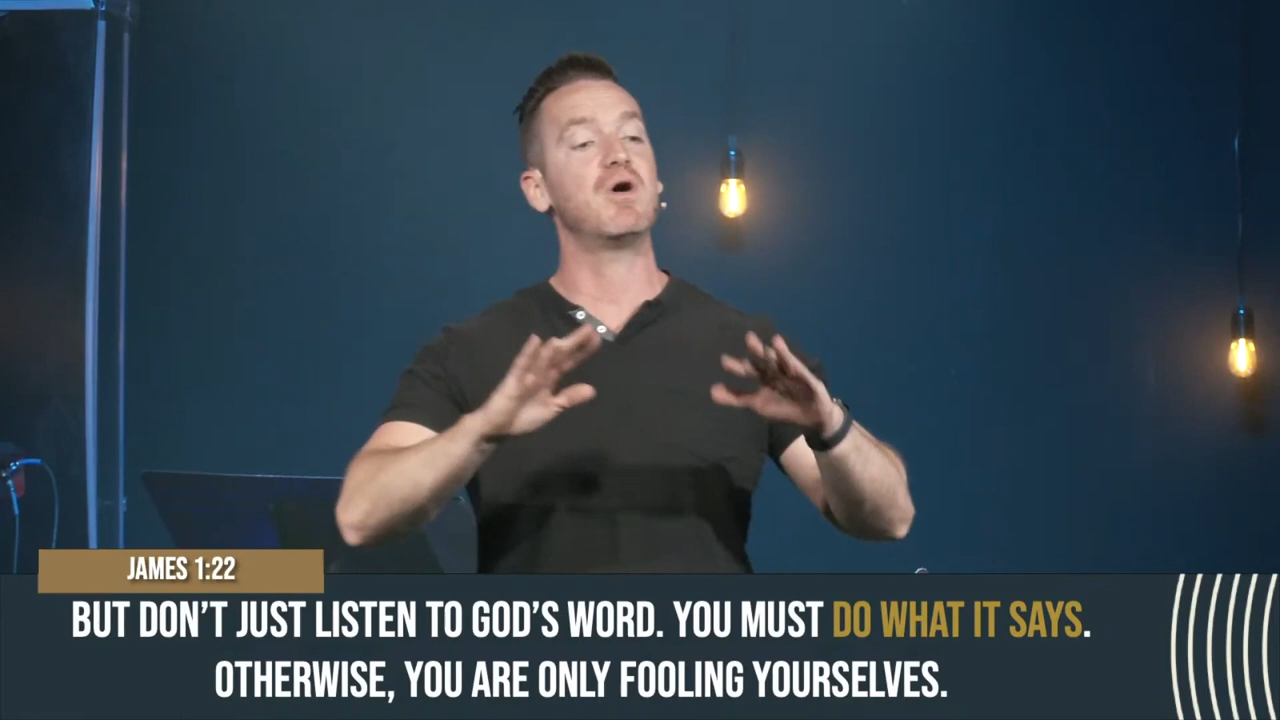 JAMES 1:22
BUT DON’T JUST LISTEN TO GOD’S WORD. YOU MUST DO WHAT IT SAYS.
OTHERWISE, YOU ARE ONLY FOOLING YOURSELVES.